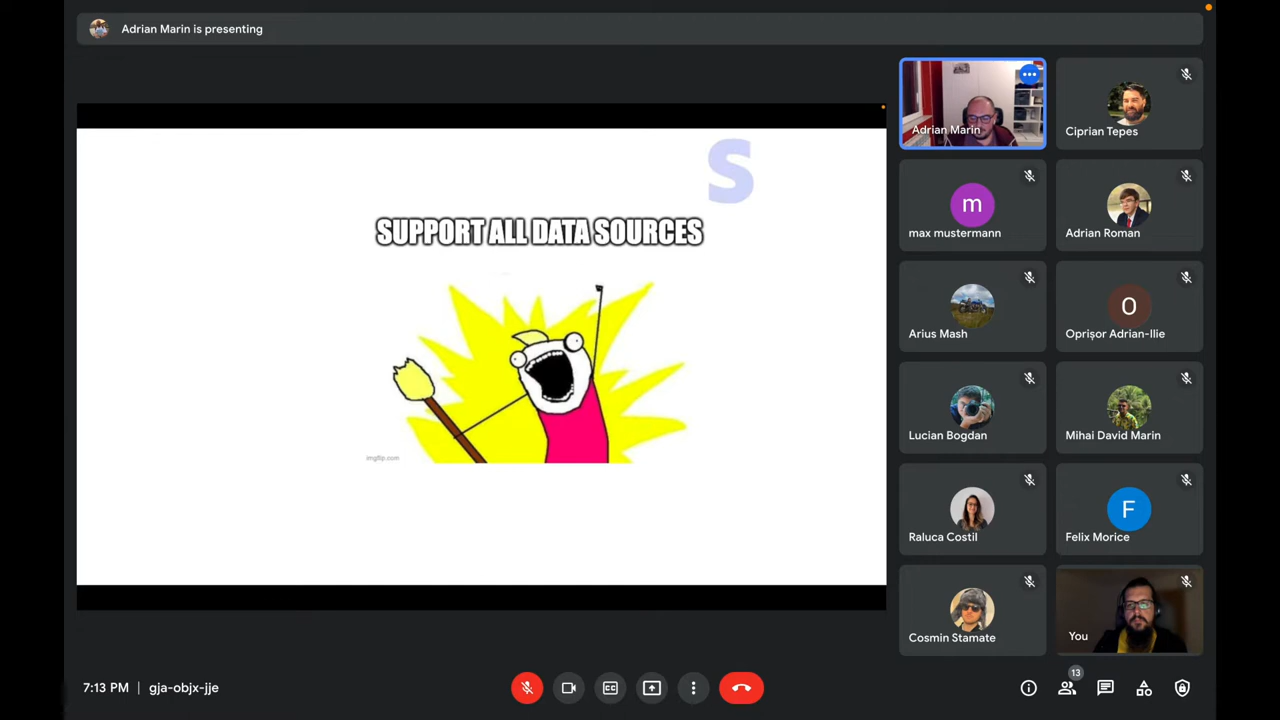 Adrian Marin is presenting
S
SUPPORT ALL DATA SOURCES
imgflip.com
Adrian Marin
Ciprian Tepes
m
max mustermann
Adrian Roman
Arius Mash
O
Oprișor Adrian-Ilie
Lucian Bogdan
Mihai David Marin
Raluca Costil
F
Felix Morice
Cosmin Stamate
You
7:13 PM | gja-objx-jje
CC
13